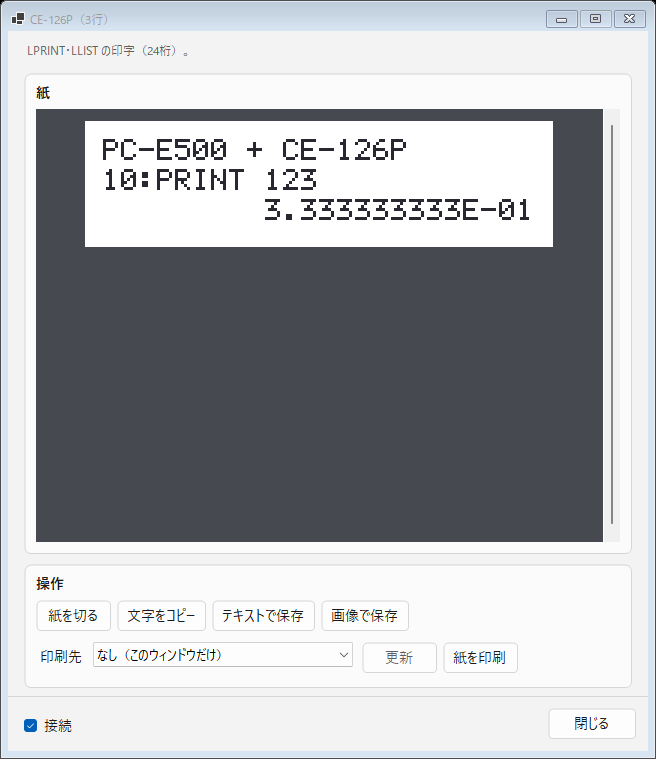 CE-126P（3行）
LPRINT・LLIST の印字（24桁）。
紙
PC-E500 + CE-126P
10:PRINT 123
3.333333333E-01
操作
紙を切る 文字をコピー テキストで保存 画像で保存
印刷先 なし（このウィンドウだけ） 更新 紙を印刷
接続 閉じる